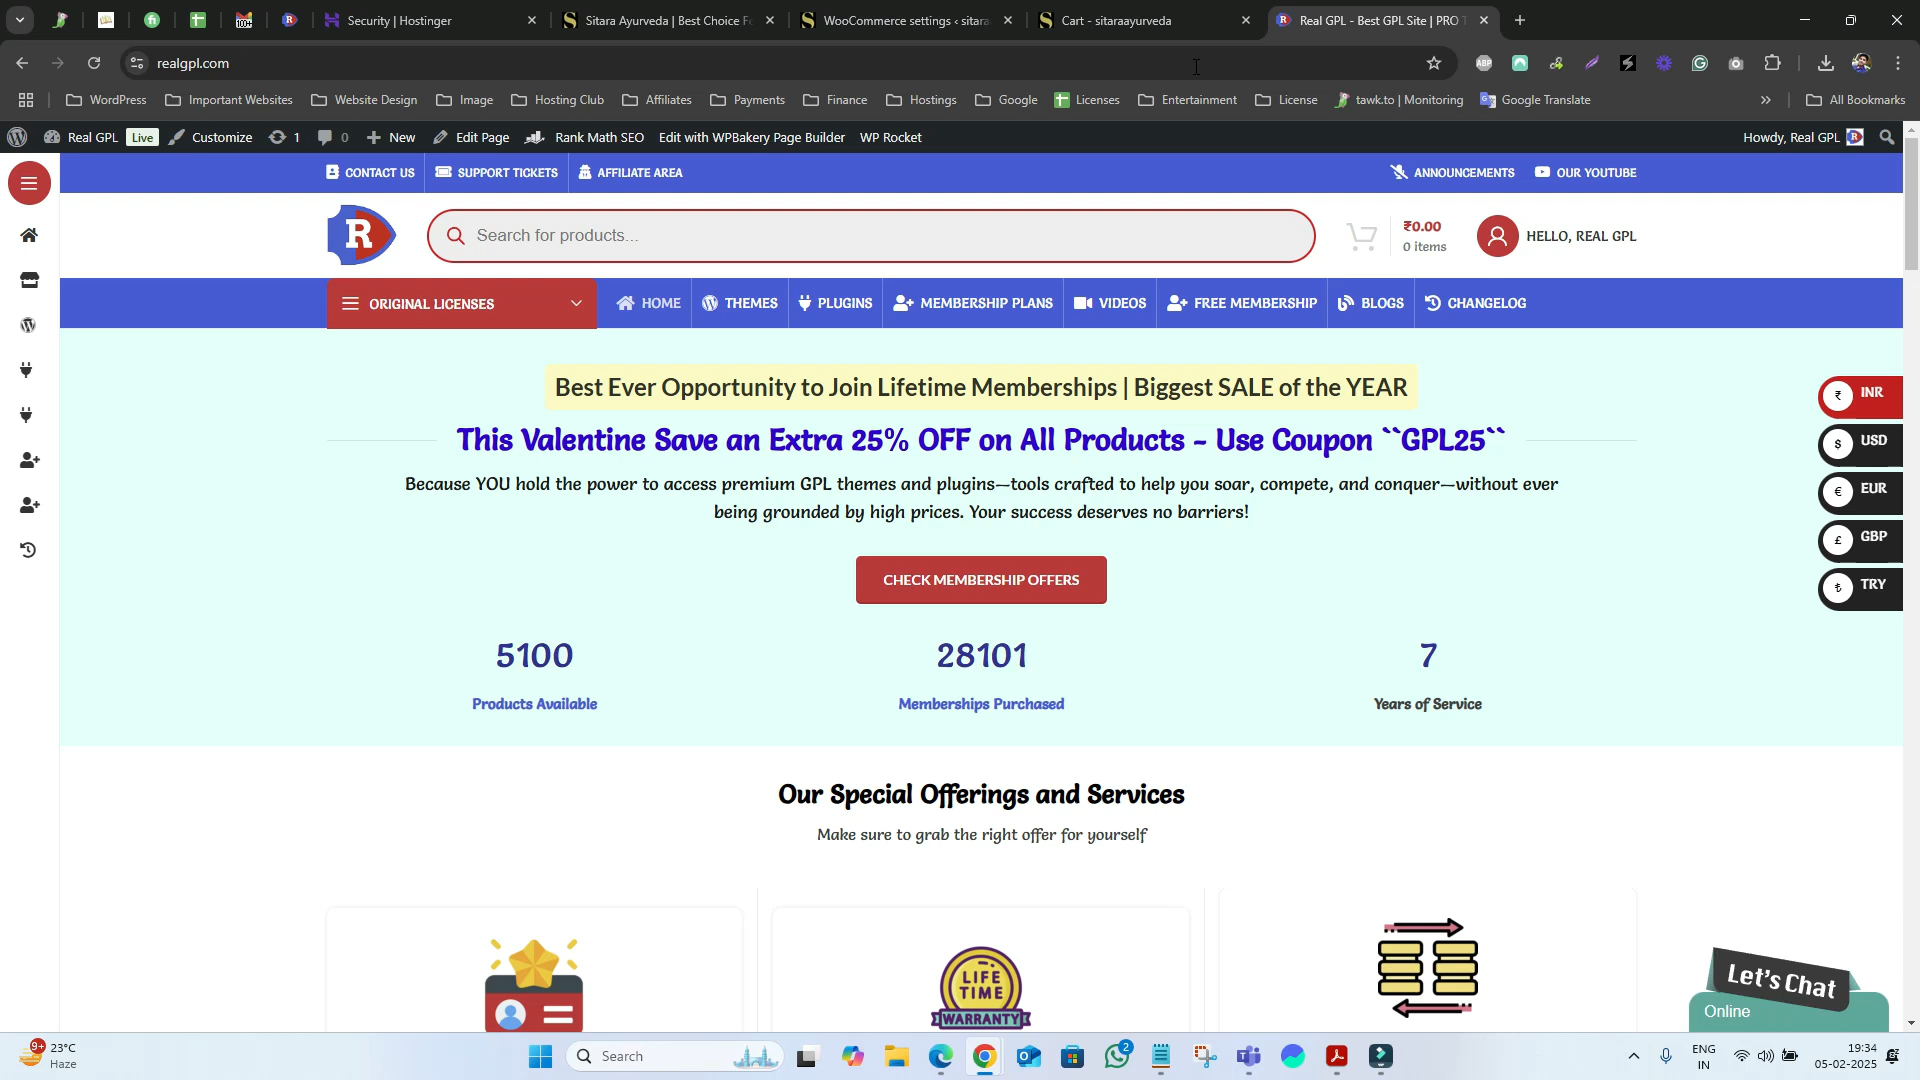 Security | Hostinger
Sitara Ayurveda | Best Choice Fo
WooCommerce settings ‹ sitara
Cart - sitaraayurveda
Real GPL - Best GPL Site | PRO T
realgpl.com
WordPress
Important Websites
Website Design
Image
Hosting Club
Affiliates
Payments
Finance
Hostings
Google
Licenses
Entertainment
License
tawk.to | Monitoring
Google Translate
»
All Bookmarks
Real GPL Live
Customize
1
0
New
Edit Page
Rank Math SEO
Edit with WPBakery Page Builder
WP Rocket
Howdy, Real GPL
CONTACT US
SUPPORT TICKETS
AFFILIATE AREA
ANNOUNCEMENTS
OUR YOUTUBE
R
Search for products...
₹0.00
0 items
HELLO, REAL GPL
ORIGINAL LICENSES
HOME
THEMES
PLUGINS
MEMBERSHIP PLANS
VIDEOS
FREE MEMBERSHIP
BLOGS
CHANGELOG
Best Ever Opportunity to Join Lifetime Memberships | Biggest SALE of the YEAR
This Valentine Save an Extra 25% OFF on All Products ~ Use Coupon ``GPL25``
Because YOU hold the power to access premium GPL themes and plugins—tools crafted to help you soar, compete, and conquer—without ever
being grounded by high prices. Your success deserves no barriers!
₹ INR
$ USD
€ EUR
£ GBP
₺ TRY
CHECK MEMBERSHIP OFFERS
5100
28101
7
Products Available
Memberships Purchased
Years of Service
Our Special Offerings and Services
Make sure to grab the right offer for yourself
LIFE
TIME
WARRANTY
Let's Chat
Online
9+
23°C
Haze
Search
2
ENG
IN
19:34
05-02-2025